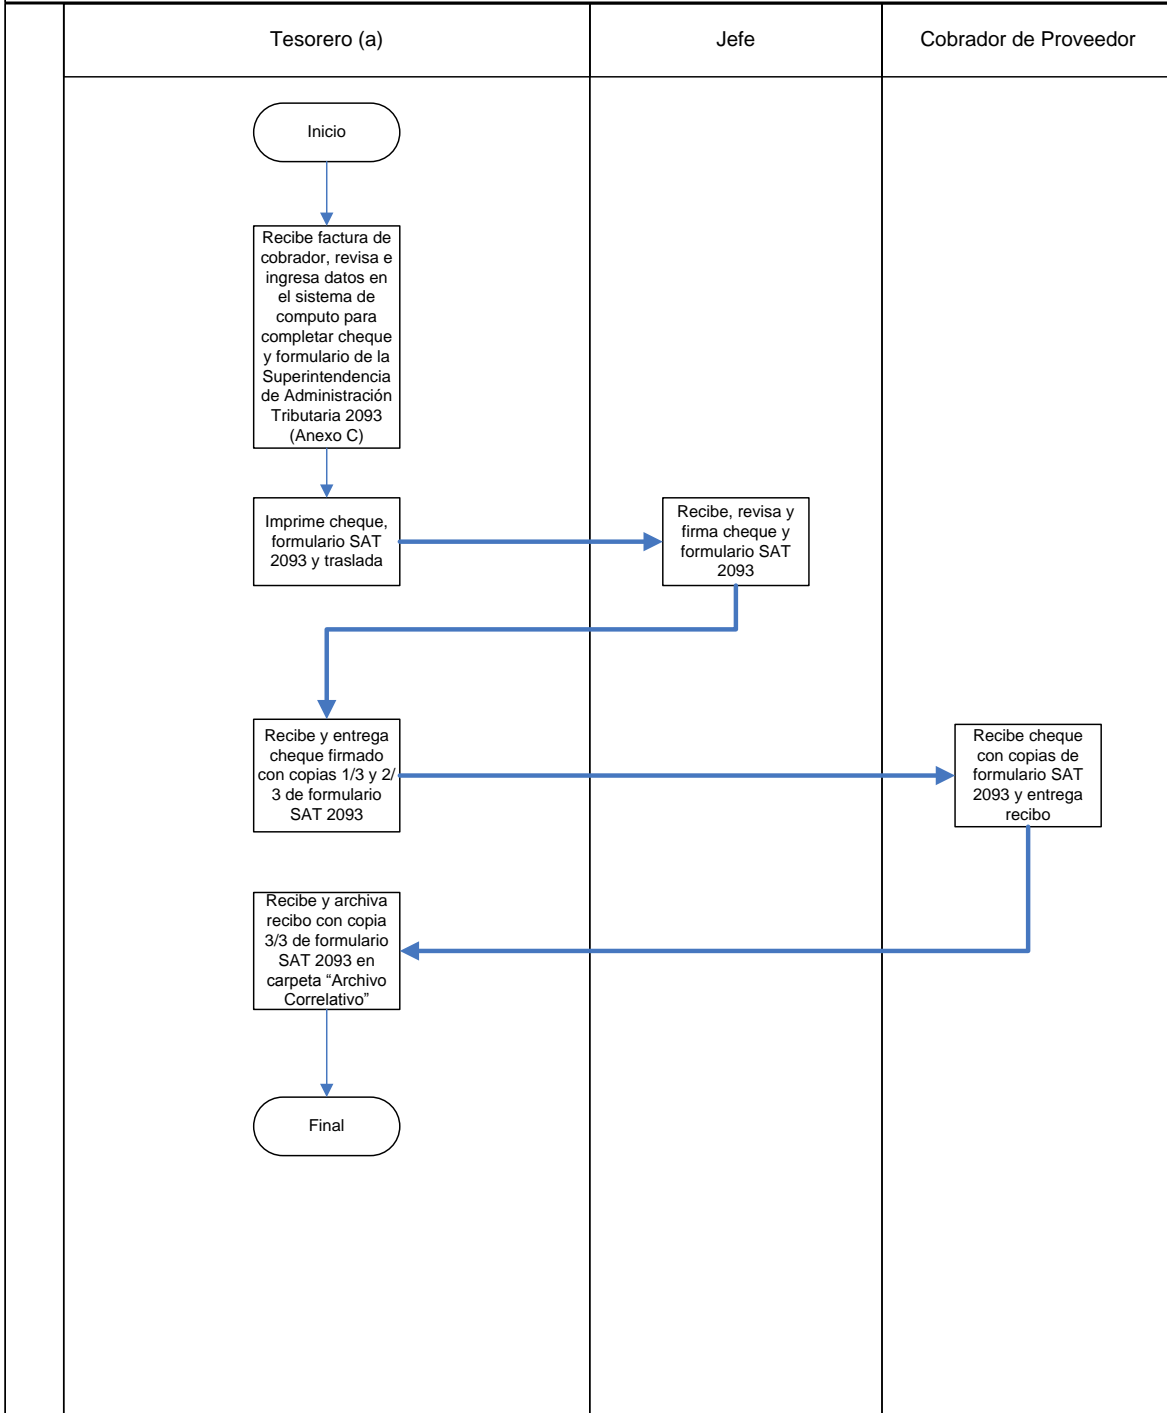 Tesorero (a)
Jefe
Cobrador de Proveedor
Inicio
Recibe factura de
cobrador, revisa e
ingresa datos en
el sistema de
computo para
completar cheque
y formulario de la
Superintendencia
de Administración
Tributaria 2093
(Anexo C)
Imprime cheque,
formulario SAT
2093 y traslada
Recibe, revisa y
firma cheque y
formulario SAT
2093
Recibe y entrega
cheque firmado
con copias 1/3 y 2/
3 de formulario
SAT 2093
Recibe cheque
con copias de
formulario SAT
2093 y entrega
recibo
Recibe y archiva
recibo con copia
3/3 de formulario
SAT 2093 en
carpeta “Archivo
Correlativo”
Final